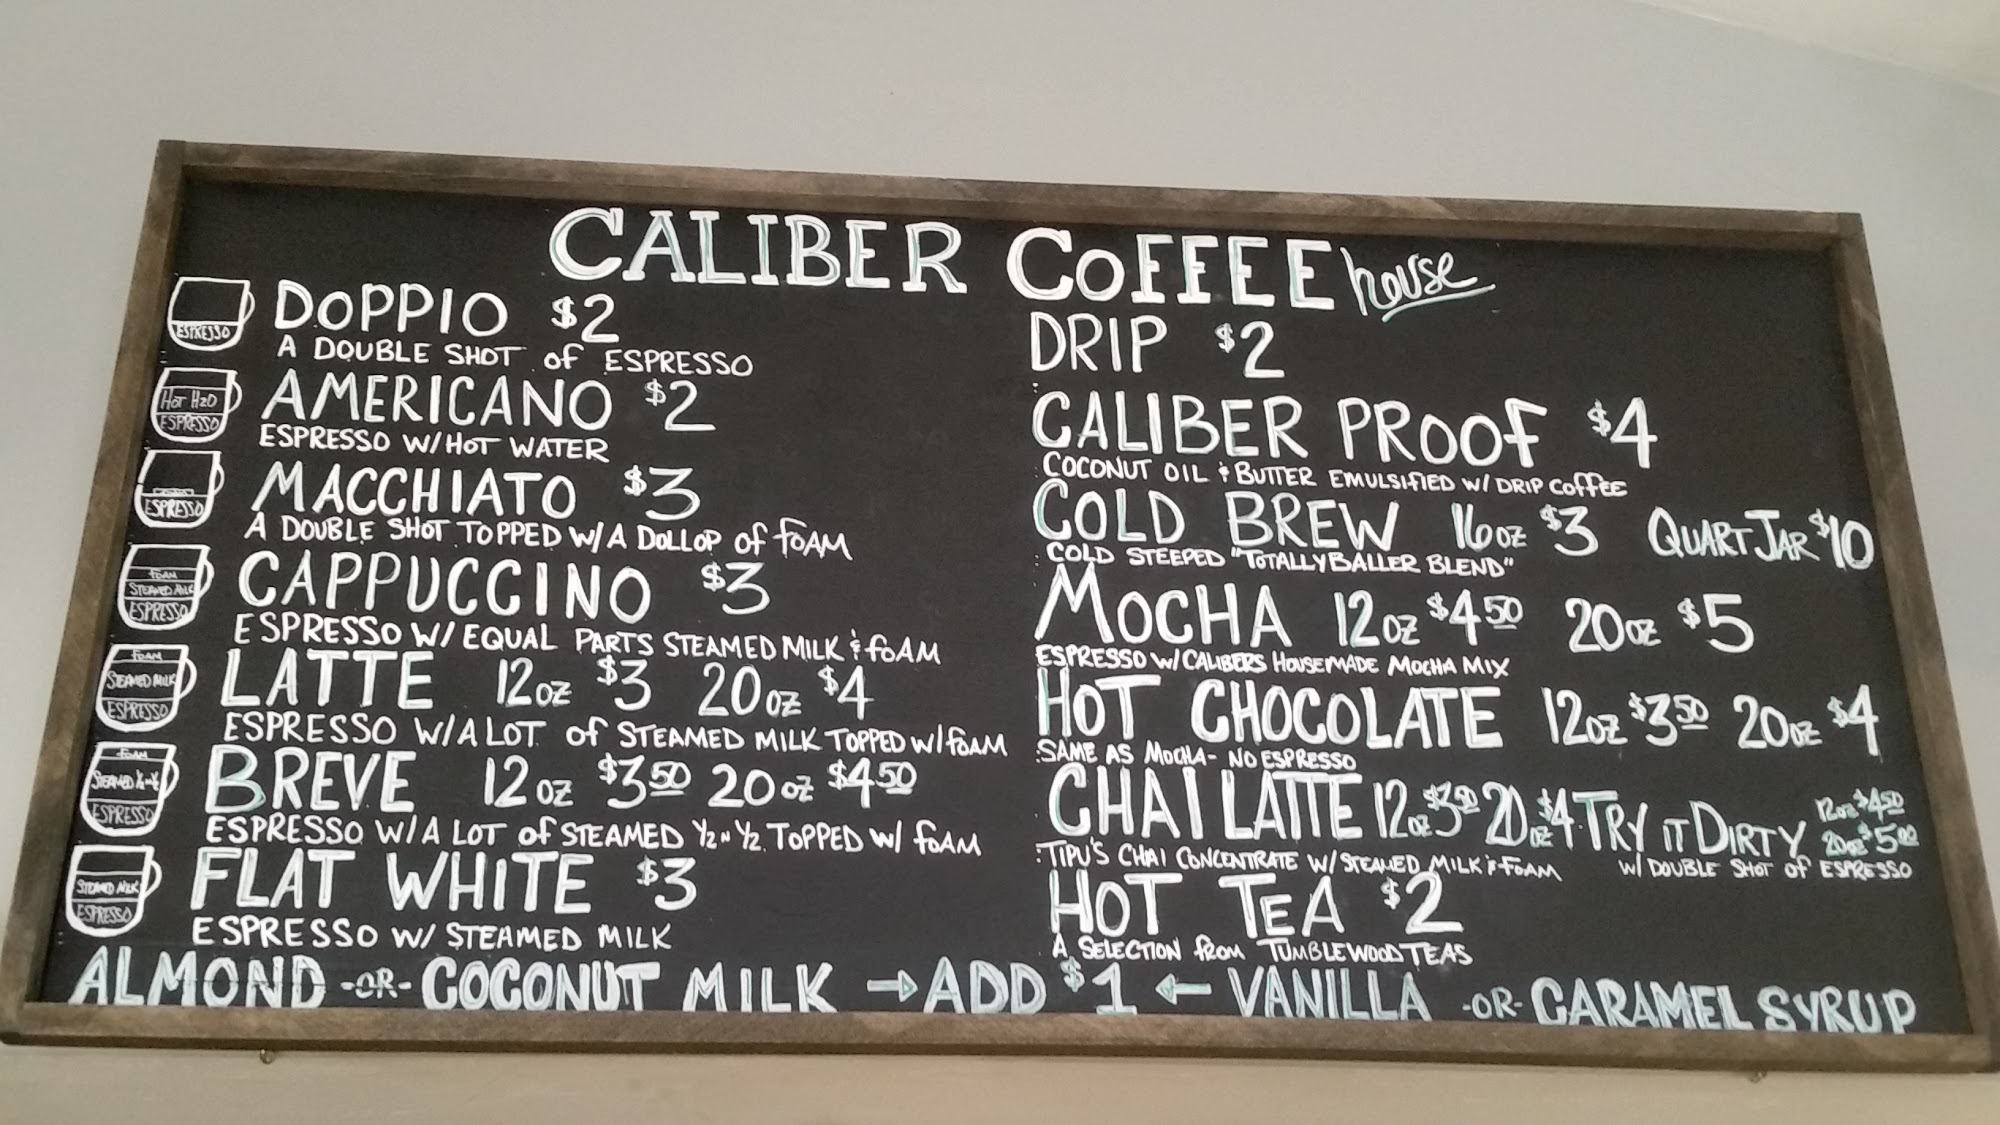 CALIBER COFFEE house
ESPRESSO
DOPPIO $2
A DOUBLE SHOT of ESPRESSO
HOT H2O
ESPRESSO
AMERICANO $2
ESPRESSO W/HOT WATER
ESPRESSO
MACCHIATO $3
A DOUBLE SHOT TOPPED W/A DOLLOP of fOAM
fOAM
STEAMED MILK
ESPRESSO
CAPPUCCINO $3
ESPRESSO W/EQUAL PARTS STEAMED MILK & fOAM
fOAM
STEAMED MILK
ESPRESSO
LATTE 12oz $3 20oz $4
ESPRESSO W/A LOT of STEAMED MILK TOPPED W/ fOAM
fOAM
STEAMED ½N½
ESPRESSO
BREVE 12oz $3 50 20oz $4 50
ESPRESSO W/A LOT of STEAMED ½ N ½ TOPPED W/ fOAM
STEAMED MILK
ESPRESSO
FLAT WHITE $3
ESPRESSO W/ STEAMED MILK
DRIP $2
CALIBER PROOF $4
COCONUT OIL & BUTTER EMULSIFIED W/ DRIP COFFEE
COLD BREW 16oz $3 QUART JAR $10
COLD STEEPED "TOTALLY BALLER BLEND"
MOCHA 12oz $4 50 20oz $5
ESPRESSO W/CALIBERS HOUSEMADE MOCHA MIX
HOT CHOCOLATE 12oz $3 50 20oz $4
SAME AS MOCHA - NO ESPRESSO
CHAI LATTE 12oz $3 50 20oz $4 TRY IT DIRTY 12oz $4 50
20oz $5 00
TIPU'S CHAI CONCENTRATE W/ STEAMED MILK & FOAM W/ DOUBLE SHOT of ESPRESSO
HOT TEA $2
A SELECTION from TUMBLEWOOD TEAS
ALMOND -OR- COCONUT MILK → ADD $1 ← VANILLA -OR- CARAMEL SYRUP